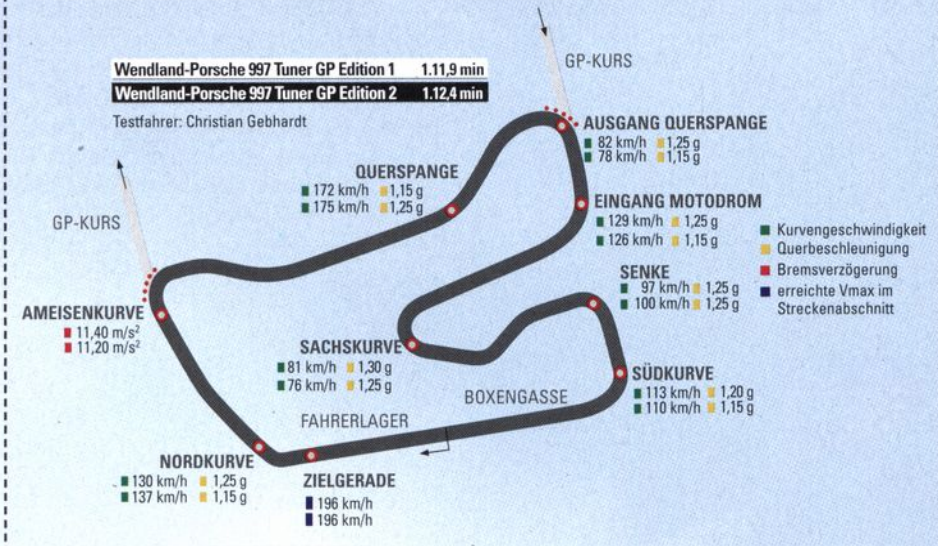 GP-KURS
Wendland-Porsche 997 Tuner GP Edition 1 1.11,9 min
Wendland-Porsche 997 Tuner GP Edition 2 1.12,4 min
Testfahrer: Christian Gebhardt
AUSGANG QUERSPANGE
82 km/h 1,25 g
78 km/h 1,15 g
QUERSPANGE
172 km/h 1,15 g
175 km/h 1,25 g
EINGANG MOTODROM
129 km/h 1,25 g
126 km/h 1,15 g
GP-KURS
Kurvengeschwindigkeit
Querbeschleunigung
Bremsverzögerung
erreichte Vmax im
Streckenabschnitt
SENKE
97 km/h 1,25 g
100 km/h 1,25 g
AMEISENKURVE
11,40 m/s²
11,20 m/s²
SACHSKURVE
81 km/h 1,30 g
76 km/h 1,25 g
SÜDKURVE
113 km/h 1,20 g
110 km/h 1,15 g
BOXENGASSE
FAHRERLAGER
NORDKURVE
130 km/h 1,25 g
137 km/h 1,15 g
ZIELGERADE
196 km/h
196 km/h